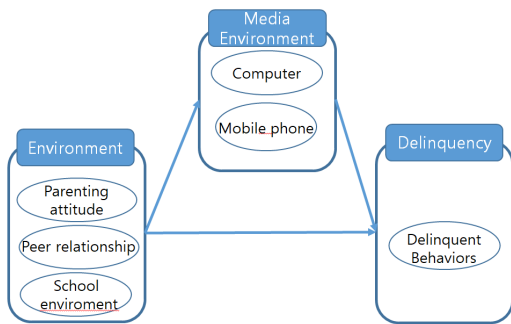 Media
Environment
Computer
Mobile phone
Environment
Parenting
attitude
Peer relationship
School
enviroment
Delinquency
Delinquent
Behaviors